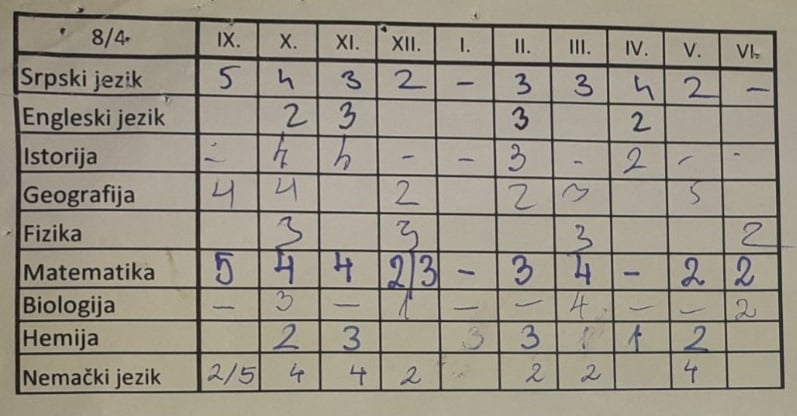 8/4. IX. X. XI. XII. I. II. III. IV. V. VI.
Srpski jezik 5 4 3 2 - 3 3 4 2 -
Engleski jezik 2 3 3 2
Istorija - 4 4 - - 3 - 2 - -
Geografija 4 4 2 2 3 5
Fizika 3 3 3 2
Matematika 5 4 4 2/3 - 3 4 - 2 2
Biologija - 3 - 1 - - 4 - - 2
Hemija 2 3 3 3 1 1 2
Nemački jezik 2/5 4 4 2 2 2 4